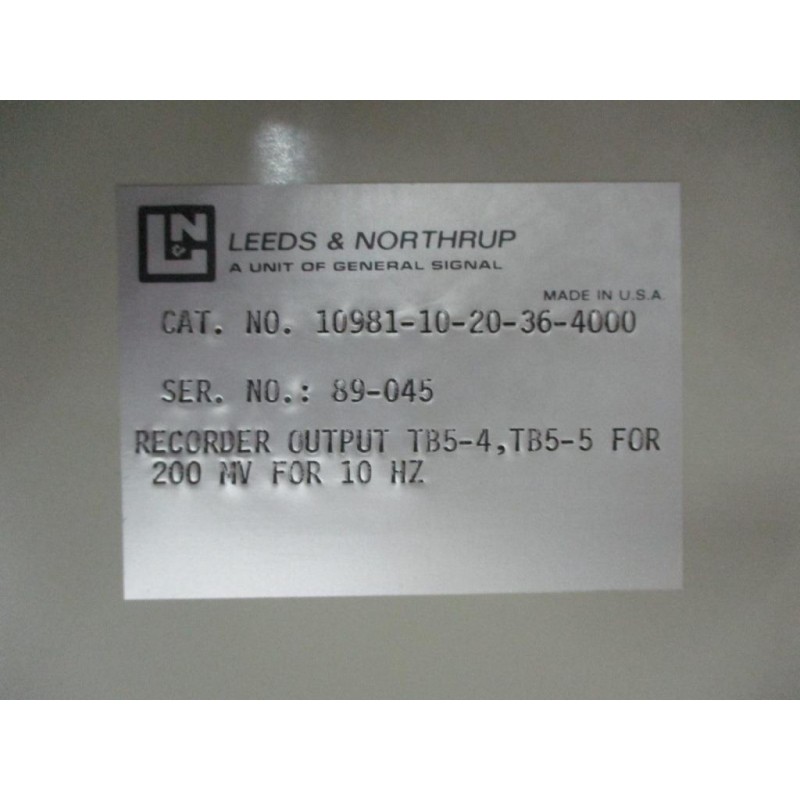 L&N
LEEDS & NORTHRUP
A UNIT OF GENERAL SIGNAL
MADE IN U.S.A.
CAT. NO. 10981-10-20-36-4000
SER. NO.: 89-045
RECORDER OUTPUT TB5-4,TB5-5 FOR
200 MV FOR 10 HZ